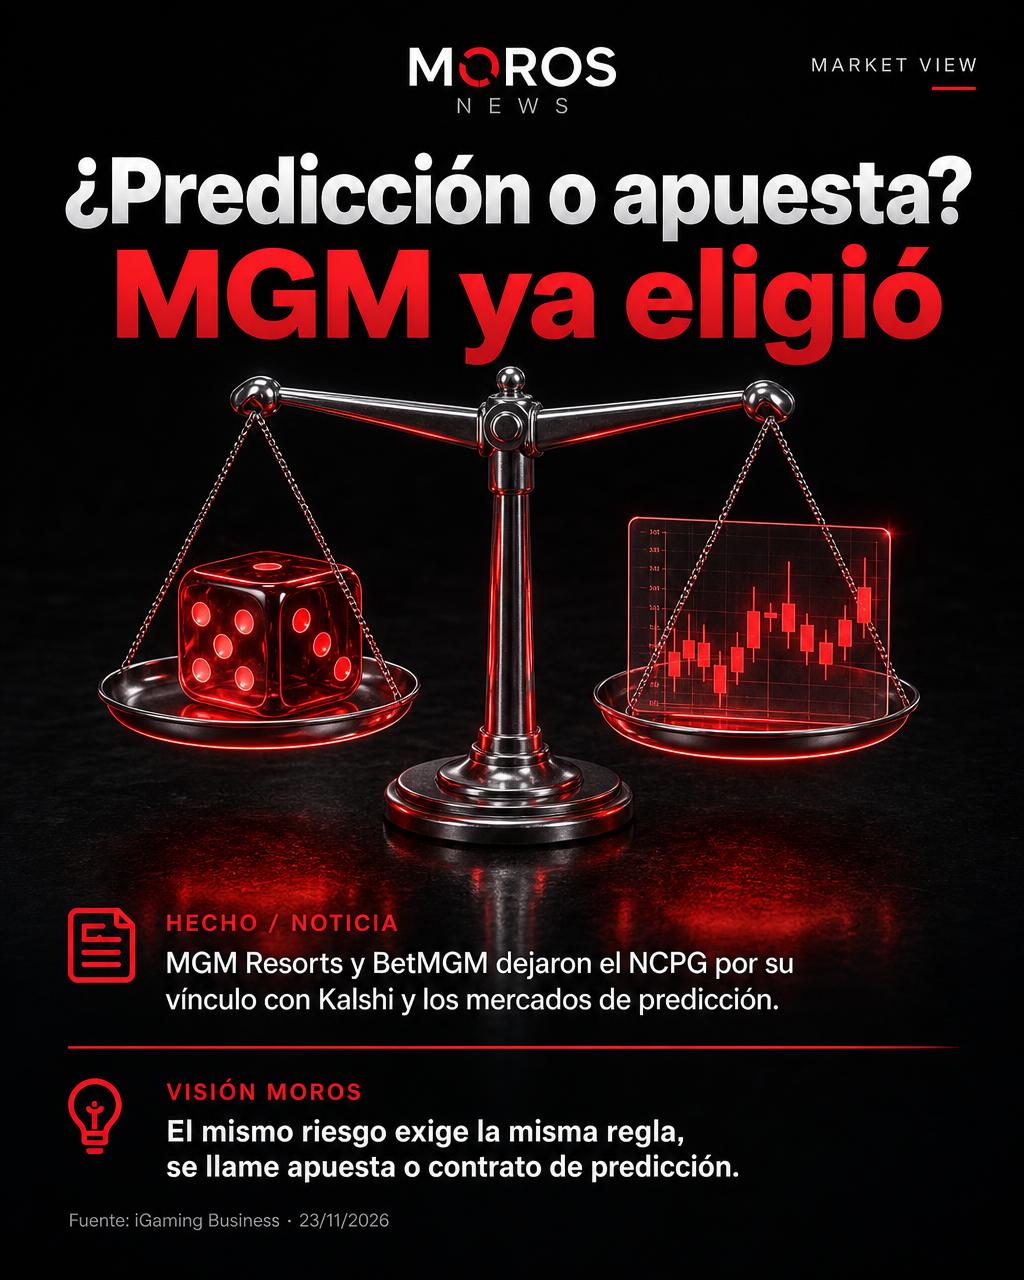 MOROS
NEWS
MARKET VIEW
¿Predicción o apuesta?
MGM ya eligió
HECHO / NOTICIA
MGM Resorts y BetMGM dejaron el NCPG por su
vínculo con Kalshi y los mercados de predicción.
VISIÓN MOROS
El mismo riesgo exige la misma regla,
se llame apuesta o contrato de predicción.
Fuente: iGaming Business · 23/11/2026